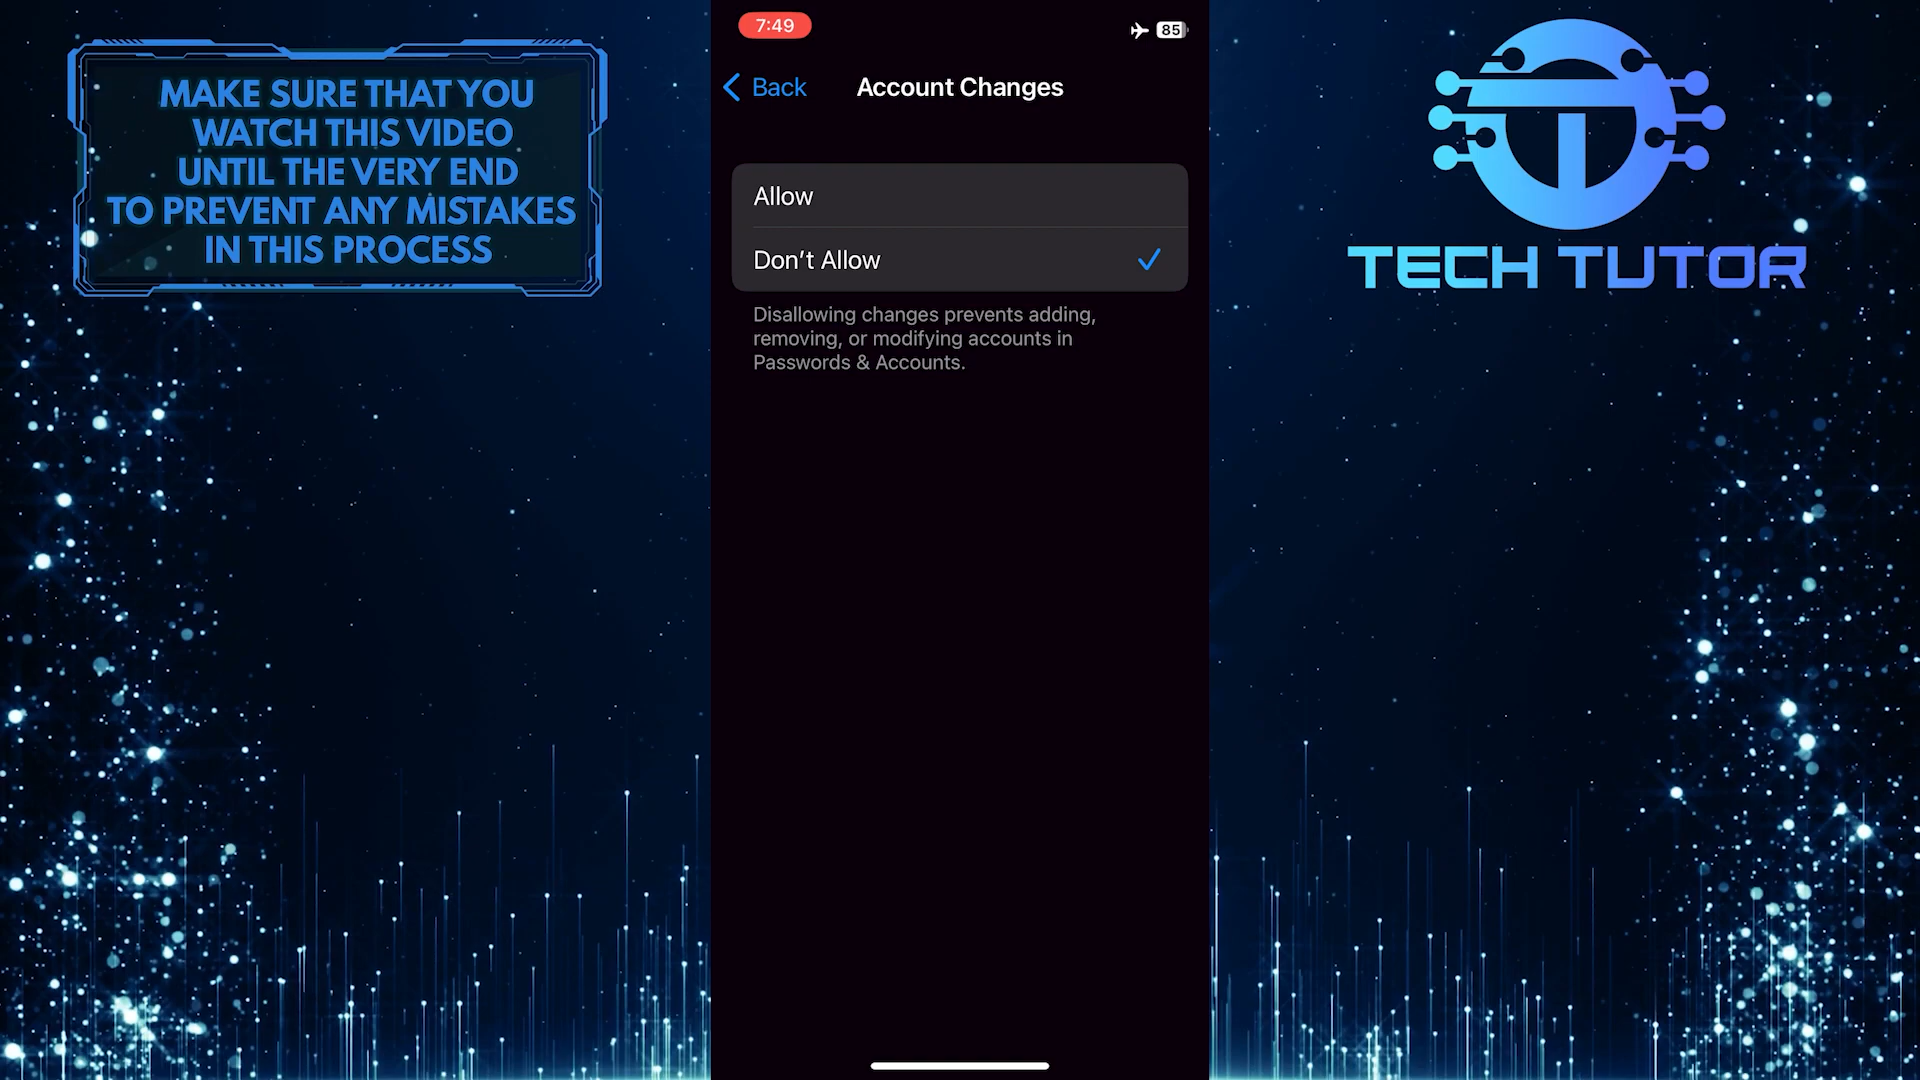 MAKE SURE THAT YOU
WATCH THIS VIDEO
UNTIL THE VERY END
TO PREVENT ANY MISTAKES
IN THIS PROCESS
7:49
85
Back
Account Changes
Allow
Don’t Allow
Disallowing changes prevents adding,
removing, or modifying accounts in
Passwords & Accounts.
TECH TUTOR